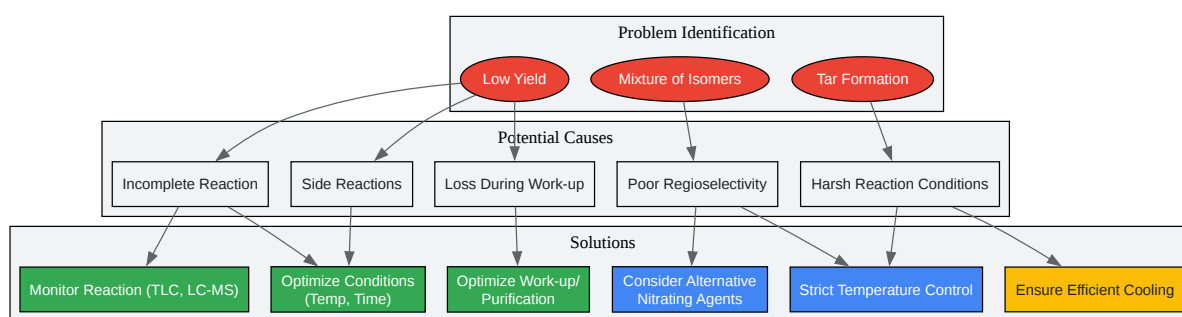 Problem Identification
Low Yield
Mixture of Isomers
Tar Formation
Potential Causes
Incomplete Reaction
Side Reactions
Loss During Work-up
Poor Regioselectivity
Harsh Reaction Conditions
Solutions
Monitor Reaction (TLC, LC-MS)
Optimize Conditions
(Temp, Time)
Optimize Work-up/
Purification
Consider Alternative
Nitrating Agents
Strict Temperature Control
Ensure Efficient Cooling